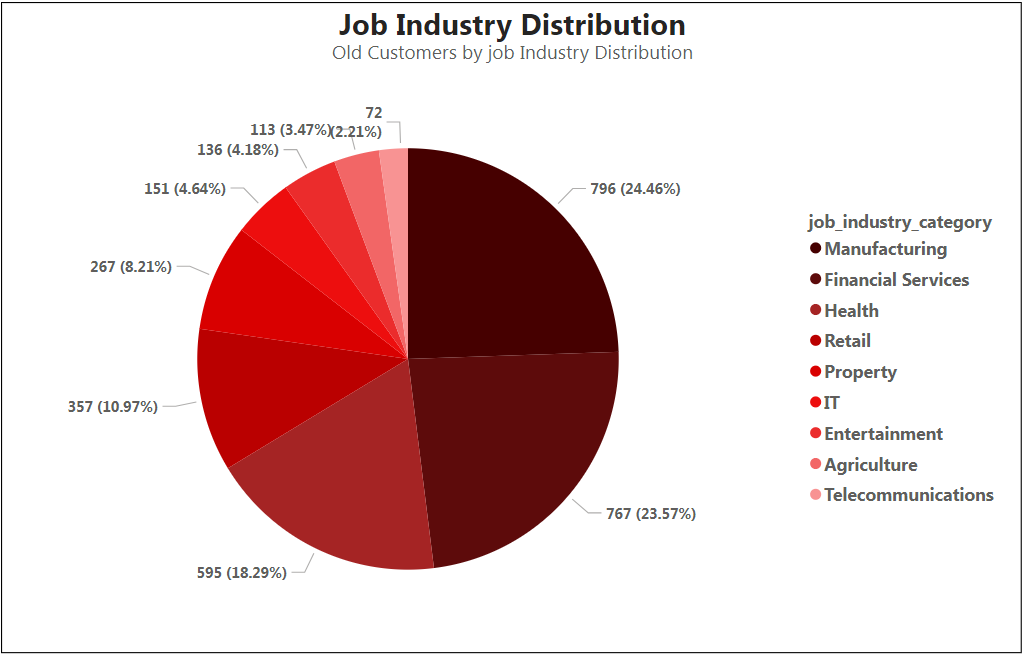 Job Industry Distribution
Old Customers by job Industry Distribution
72
(2.21%)
113 (3.47%)
136 (4.18%)
151 (4.64%)
267 (8.21%)
357 (10.97%)
595 (18.29%)
767 (23.57%)
796 (24.46%)
job_industry_category
Manufacturing
Financial Services
Health
Retail
Property
IT
Entertainment
Agriculture
Telecommunications